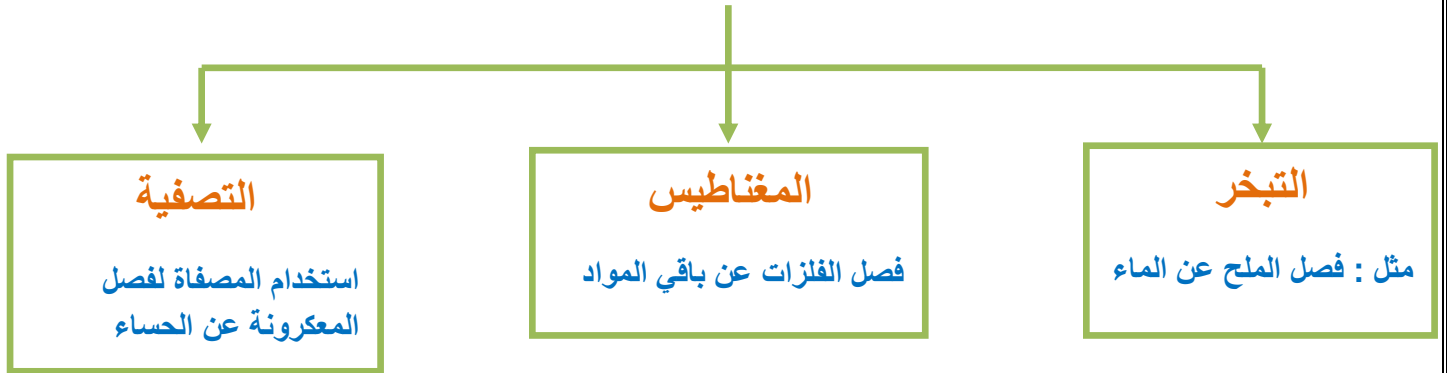 التبخر
مثل : فصل الملح عن الماء
المغناطيس
فصل الفلزات عن باقي المواد
التصفية
استخدام المصفاة لفصل
المعكرونة عن الحساء